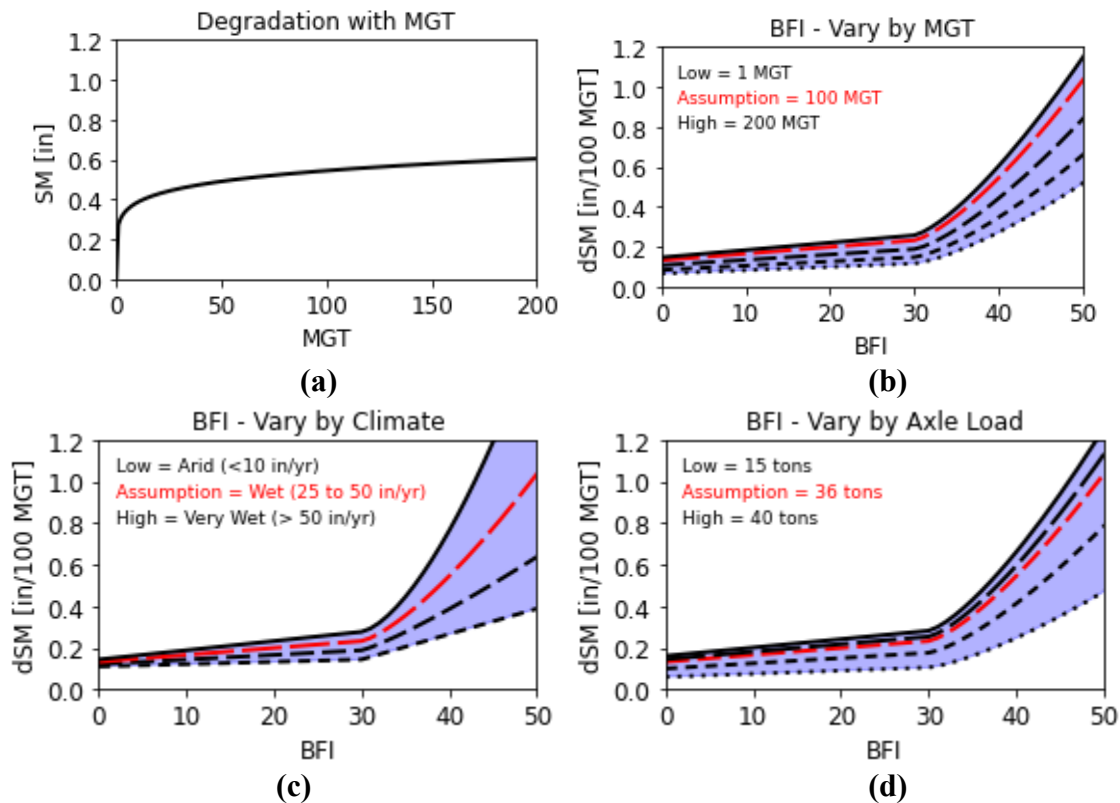 Degradation with MGT
1.2
1.0
0.8
0.6
0.4
0.2
0.0
SM [in]
0 50 100 150 200
MGT
(a)
BFI - Vary by MGT
Low = 1 MGT
Assumption = 100 MGT
High = 200 MGT
1.2
1.0
0.8
0.6
0.4
0.2
0.0
dSM [in/100 MGT]
0 10 20 30 40 50
BFI
(b)
BFI - Vary by Climate
Low = Arid (<10 in/yr)
Assumption = Wet (25 to 50 in/yr)
High = Very Wet (> 50 in/yr)
1.2
1.0
0.8
0.6
0.4
0.2
0.0
dSM [in/100 MGT]
0 10 20 30 40 50
BFI
(c)
BFI - Vary by Axle Load
Low = 15 tons
Assumption = 36 tons
High = 40 tons
1.2
1.0
0.8
0.6
0.4
0.2
0.0
dSM [in/100 MGT]
0 10 20 30 40 50
BFI
(d)